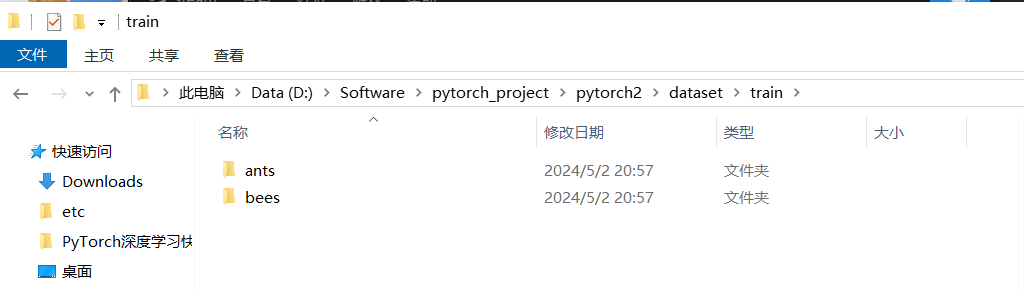 train
文件 主页 共享 查看
此电脑 Data (D:) Software pytorch_project pytorch2 dataset train
名称 修改日期 类型 大小
快速访问
Downloads
etc
PyTorch深度学习快
桌面
ants 2024/5/2 20:57 文件夹
bees 2024/5/2 20:57 文件夹